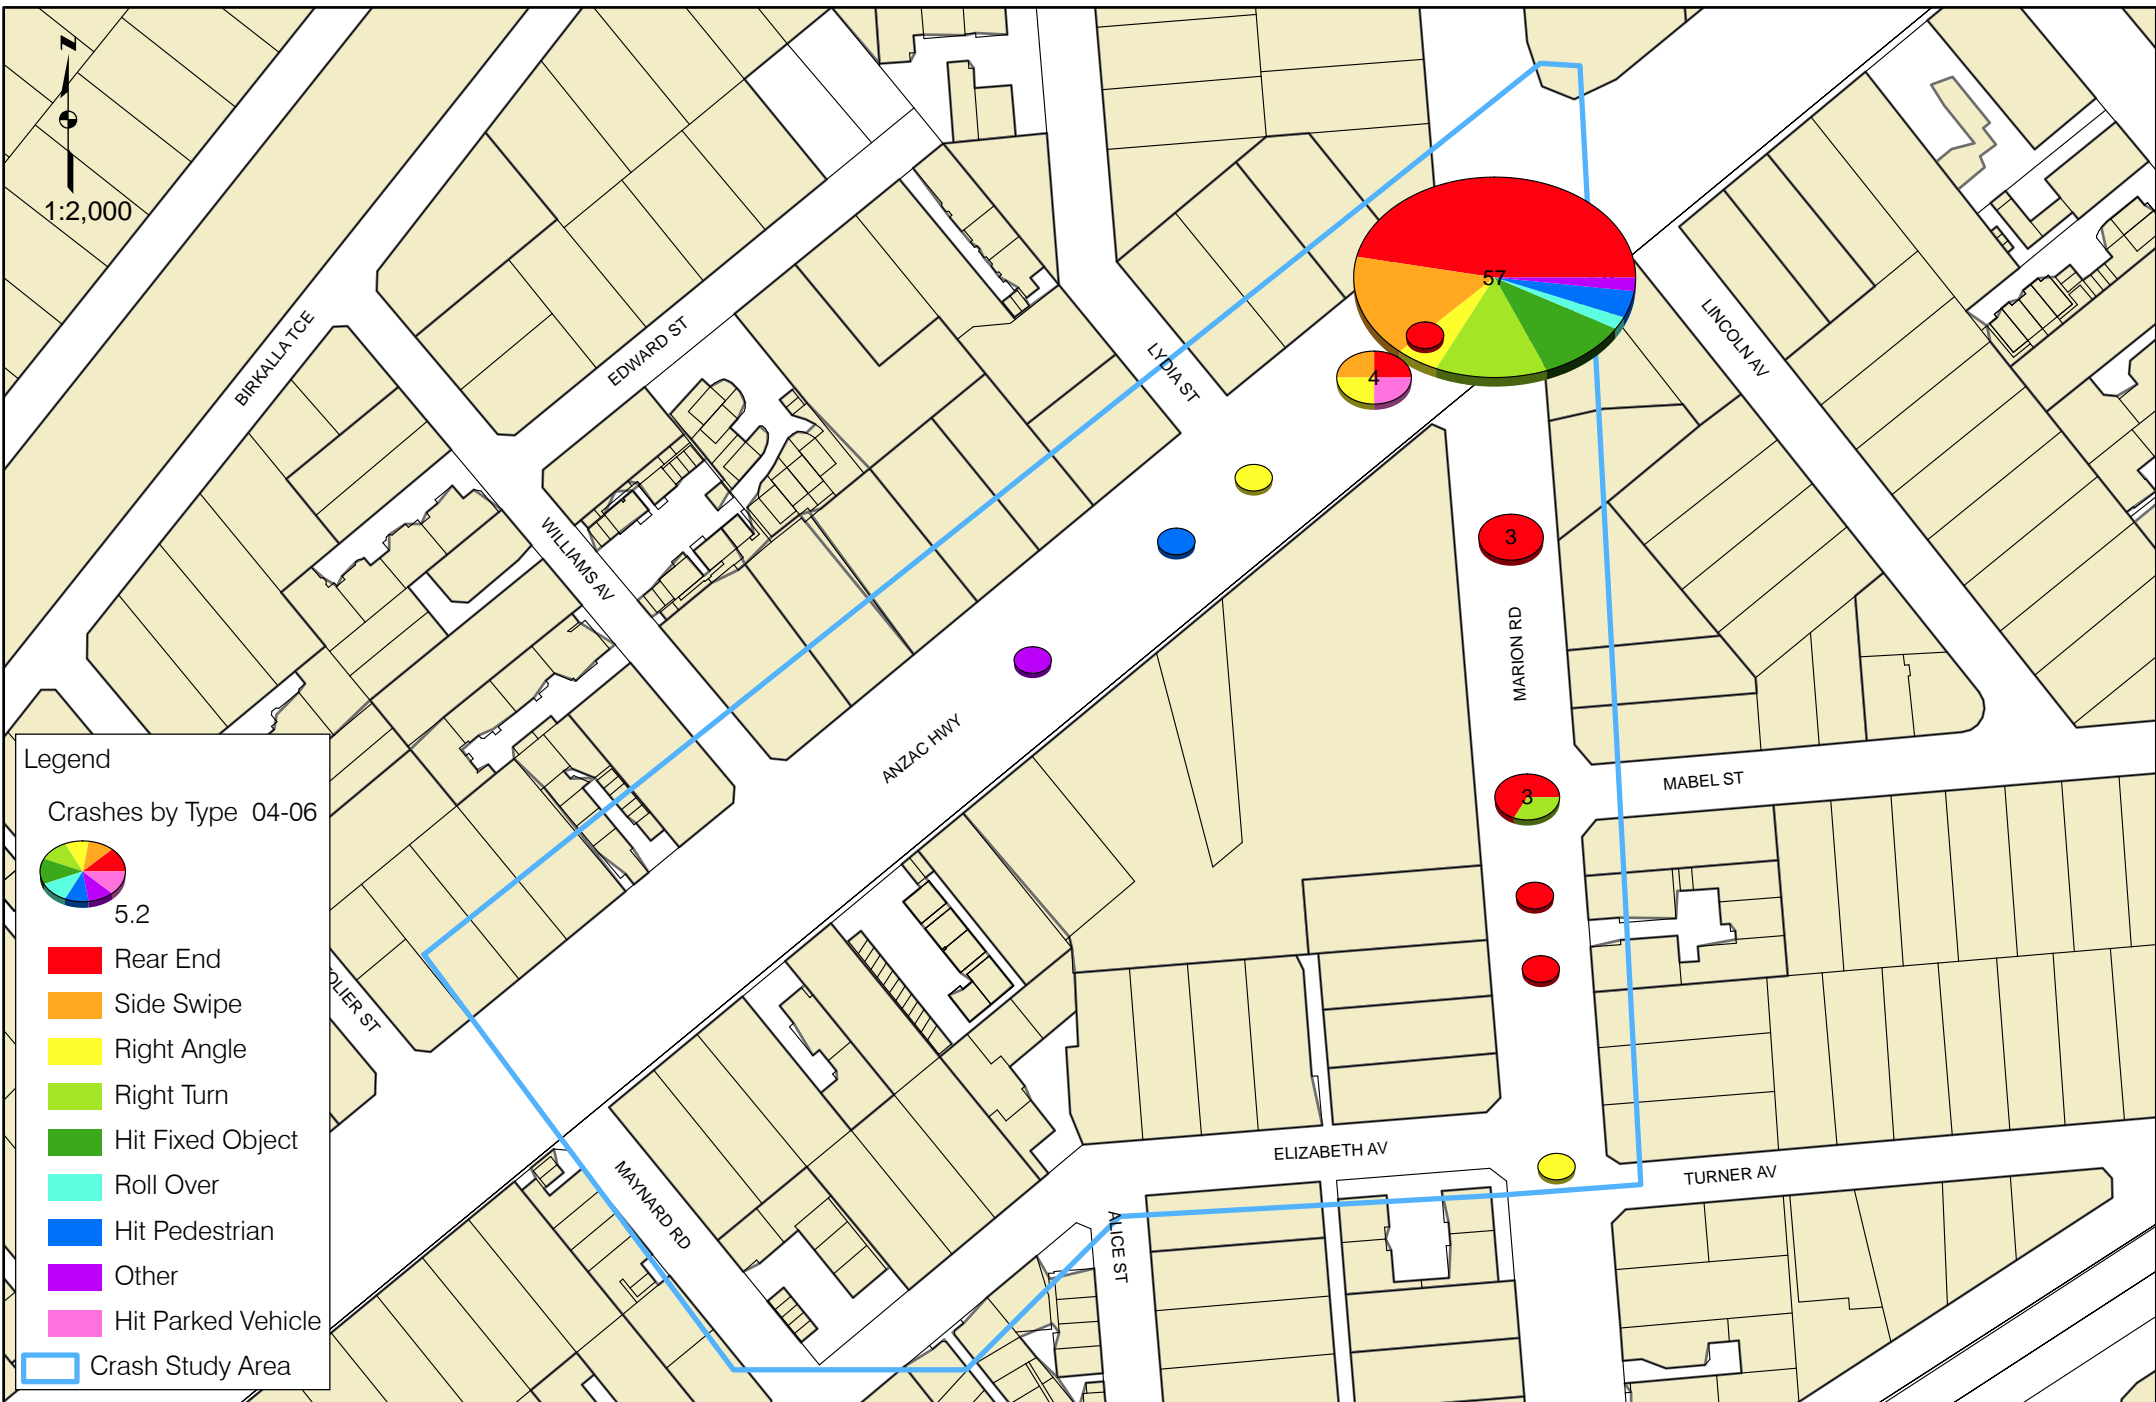 N
1:2,000
BIRKALLA TCE
EDWARD ST
WILLIAMS AV
LYDIA ST
57
4
LINCOLN AV
3
MARION RD
ANZAC HWY
MABEL ST
3
ELIZABETH AV
TURNER AV
MAYNARD RD
ALICE ST
OLIER ST
Legend
Crashes by Type 04-06
5.2
Rear End
Side Swipe
Right Angle
Right Turn
Hit Fixed Object
Roll Over
Hit Pedestrian
Other
Hit Parked Vehicle
Crash Study Area